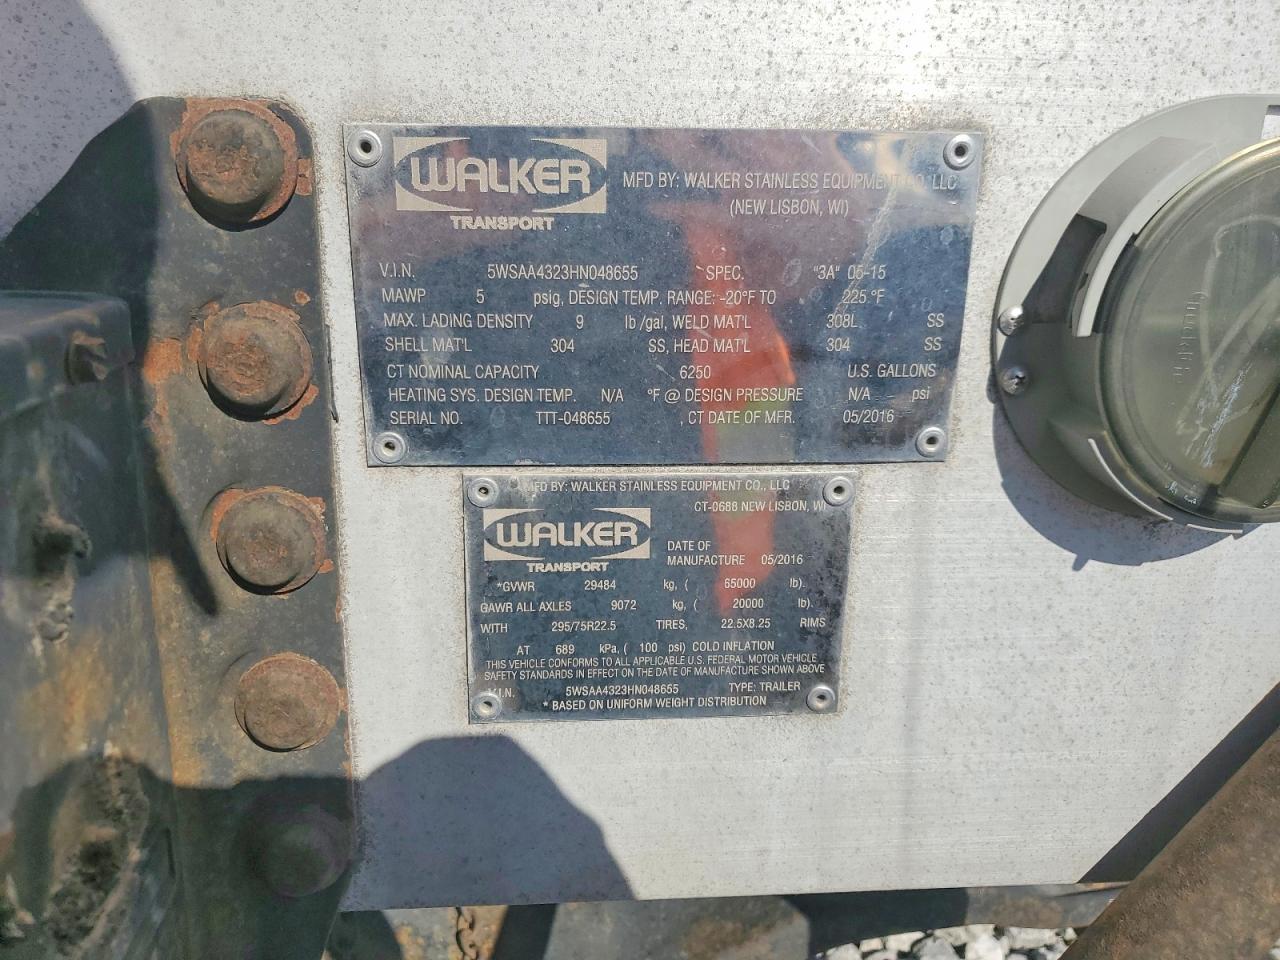 WALKER
TRANSPORT
MFD BY: WALKER STAINLESS EQUIPMENT CO, LLC
(NEW LISBON, WI)
V.I.N. 5WSAA4323HN048655 SPEC. "3A" 05-15
MAWP 5 psig, DESIGN TEMP. RANGE: -20°F TO 225 °F
MAX. LADING DENSITY 9 lb/gal, WELD MAT'L 308L SS
SHELL MAT'L 304 SS, HEAD MAT'L 304 SS
CT NOMINAL CAPACITY 6250 U.S. GALLONS
HEATING SYS. DESIGN TEMP. N/A °F @ DESIGN PRESSURE N/A psi
SERIAL NO. TTT-048655 , CT DATE OF MFR. 05/2016
MFD BY: WALKER STAINLESS EQUIPMENT CO., LLC
CT-0688 NEW LISBON, WI
WALKER
TRANSPORT
DATE OF
MANUFACTURE 05/2016
*GVWR 29484 kg, ( 65000 lb).
GAWR ALL AXLES 9072 kg, ( 20000 lb).
WITH 295/75R22.5 TIRES, 22.5X8.25 RIMS
AT 689 kPa, ( 100 psi) COLD INFLATION
THIS VEHICLE CONFORMS TO ALL APPLICABLE U.S. FEDERAL MOTOR VEHICLE
SAFETY STANDARDS IN EFFECT ON THE DATE OF MANUFACTURE SHOWN ABOVE
V.I.N. 5WSAA4323HN048655 TYPE: TRAILER
* BASED ON UNIFORM WEIGHT DISTRIBUTION